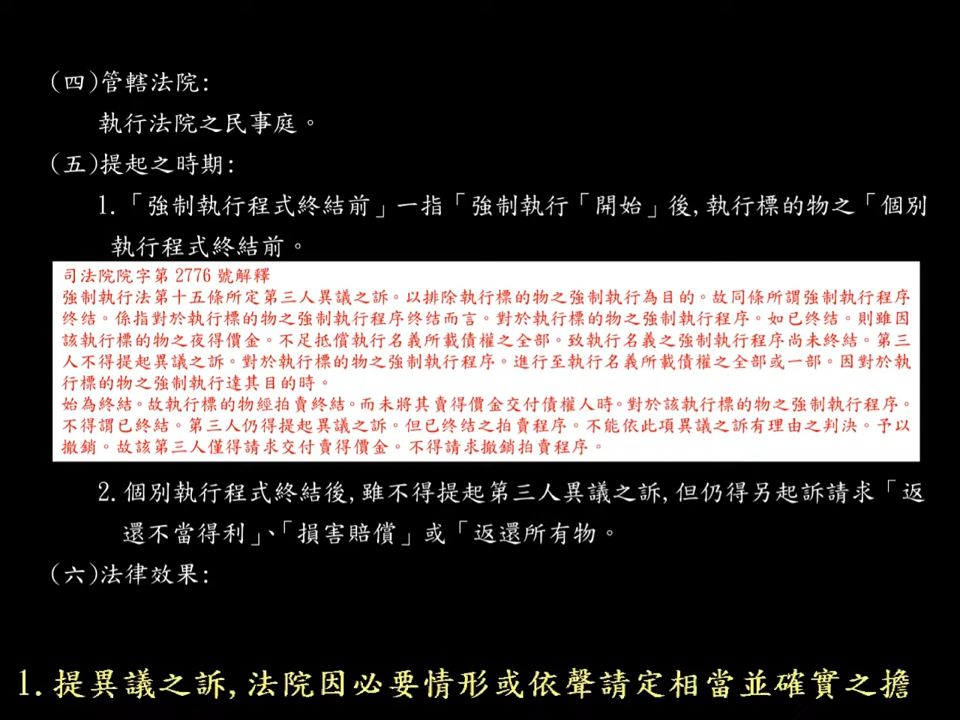 (四)管轄法院:
執行法院之民事庭。
(五)提起之時期:
1.「強制執行程式終結前」一指「強制執行「開始」後,執行標的物之「個別
執行程式終結前。
司法院院字第 2776 號解釋
強制執行法第十五條所定第三人異議之訴。以排除執行標的物之強制執行為目的。故同條所謂強制執行程序
終结。係指對於執行標的物之強制執行程序終结而言。對於執行標的物之強制執行程序。如已終结。則雖因
該執行標的物之夜得價金。不足抵償執行名義所載債權之全部。致執行名義之強制執行程序尚未終結。第三
人不得提起異議之訴。對於執行標的物之強制執行程序。進行至執行名義所載債權之全部或一部。因對於執
行標的物之強制執行達其目的時。
始為終结。故執行標的物經拍賣終結。而未將其賣得價金交付債權人時。對於該執行標的物之強制執行程序。
不得謂已終结。第三人仍得提起異議之訴。但已終结之拍賣程序。不能依此項異議之訴有理由之判決。予以
撤銷。故該第三人僅得請求交付賣得價金。不得請求撤銷拍賣程序。
2.個別執行程式終結後,雖不得提起第三人異議之訴,但仍得另起訴請求「返
還不當得利」、「損害賠償」或「返還所有物。
(六)法律效果:
1.提異議之訴,法院因必要情形或依聲請定相當並確實之擔